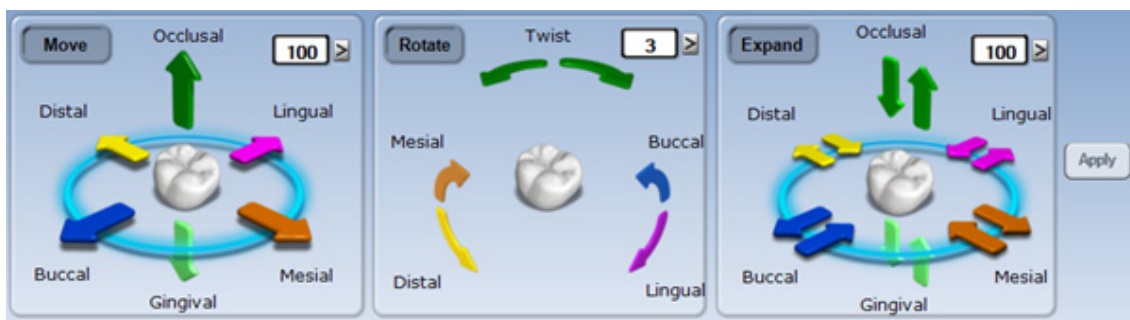 Move
Occlusal
100
>
Distal
Lingual
Buccal
Mesial
Gingival
Rotate
Twist
3
>
Mesial
Buccal
Distal
Lingual
Expand
Occlusal
100
>
Distal
Lingual
Buccal
Mesial
Gingival
Apply